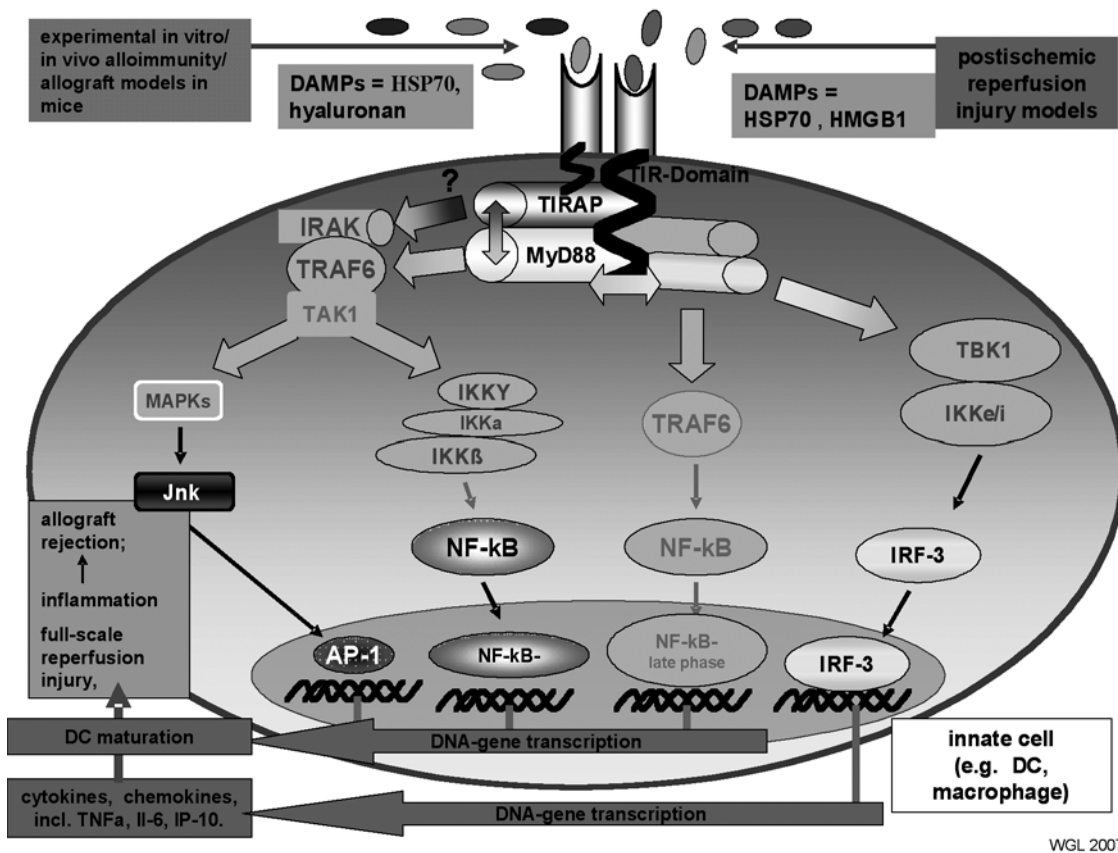 experimental in vitro/
in vivo alloimmunity/
allograft models in
mice
DAMPs = HSP70,
hyaluronan
DAMPs =
HSP70 , HMGB1
postischemic
reperfusion
injury models
TIR-Domain
?
TIRAP
MyD88
IRAK
TRAF6
TAK1
TBK1
IKKe/i
MAPKs
IKKY
IKKa
IKKß
TRAF6
Jnk
NF-kB
NF-kB
IRF-3
allograft
rejection;
inflammation
full-scale
reperfusion
injury,
AP-1
NF-kB-
NF-kB-
late phase
IRF-3
DC maturation
DNA-gene transcription
innate cell
(e.g. DC,
macrophage)
cytokines, chemokines,
incl. TNFa, Il-6, IP-10.
DNA-gene transcription
WGL 2007